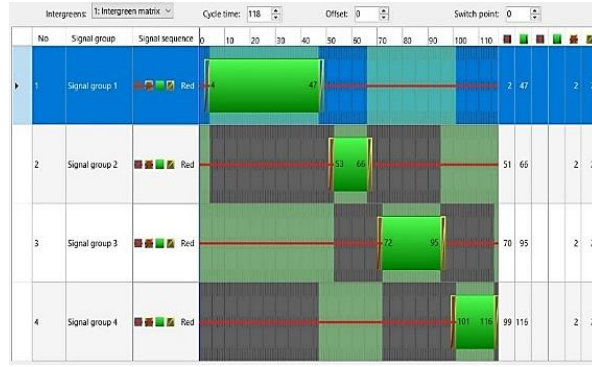 Intergreens: 1: Intergreen matrix Cycle time: 118 Offset: 0 Switch point: 0
No Signal group Signal sequence 0 10 20 30 40 50 60 70 80 90 100 110
1 Signal group 1 Red 4 47 2 47 2
2 Signal group 2 Red 53 66 51 66 2
3 Signal group 3 Red 72 95 70 95 2
4 Signal group 4 Red 101 116 99 116 2